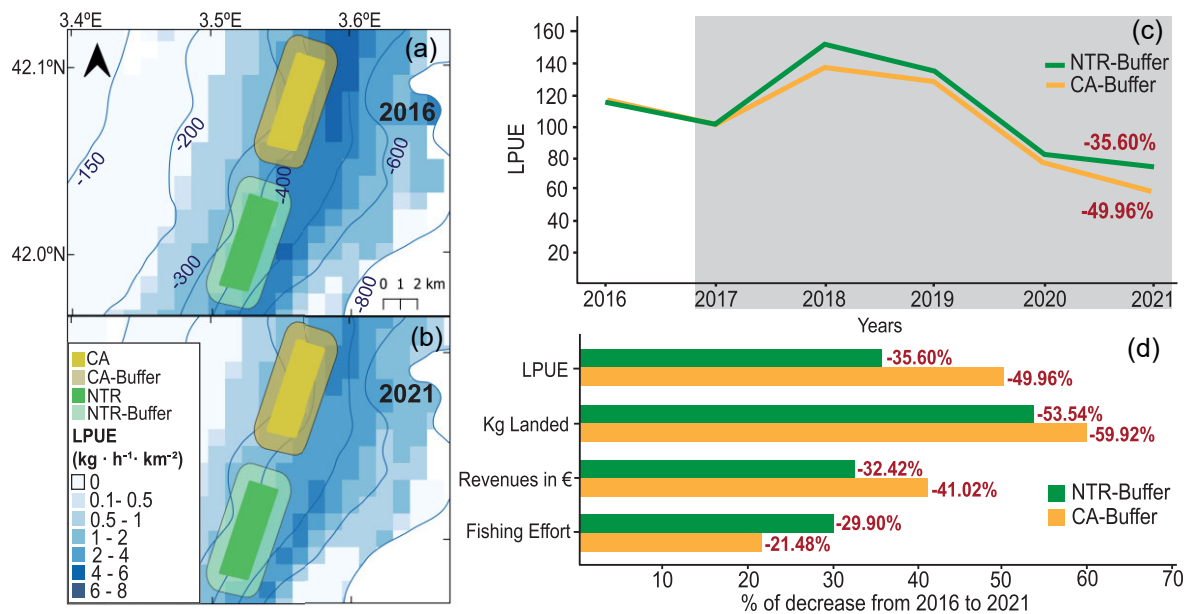 3.4ºE 3.5ºE 3.6ºE
(a)
42.1ºN
2016
-150
-200
-600
-400
42.0ºN
-300
0 1 2 km
-800
(b)
2021
CA
CA-Buffer
NTR
NTR-Buffer
LPUE
(kg · h⁻¹· km⁻²)
0
0.1- 0.5
0.5 - 1
1 - 2
2 - 4
4 - 6
6 - 8
(c)
160
140
120
100
80
60
40
20
LPUE
NTR-Buffer
CA-Buffer
-35.60%
-49.96%
2016 2017 2018 2019 2020 2021
Years
(d)
LPUE
-35.60%
-49.96%
Kg Landed
-53.54%
-59.92%
Revenues in €
-32.42%
-41.02%
Fishing Effort
-29.90%
-21.48%
NTR-Buffer
CA-Buffer
10 20 30 40 50 60 70
% of decrease from 2016 to 2021